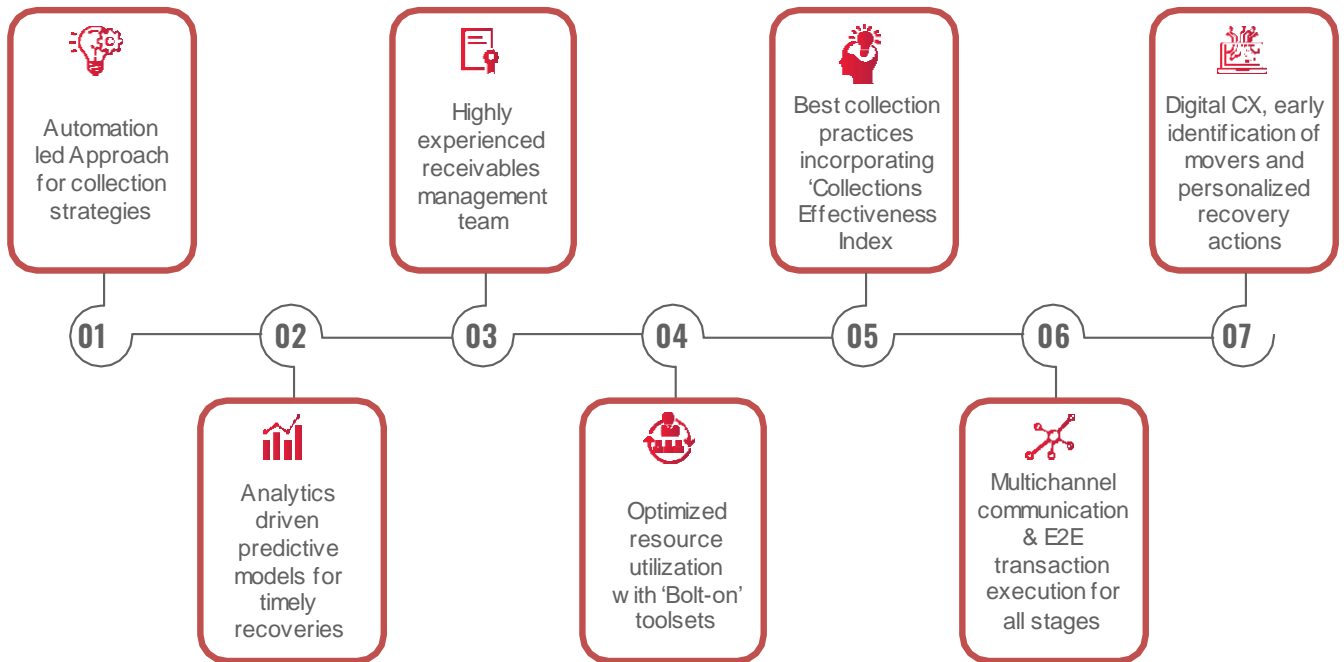 Automation
led Approach
for collection
strategies
Highly
experienced
receivables
management
team
Best collection
practices
incorporating
‘Collections
Effectiveness
Index
Digital CX, early
identification of
movers and
personalized
recovery
actions
01
02
03
04
05
06
07
Analytics
driven
predictive
models for
timely
recoveries
Optimized
resource
utilization
with ‘Bolt-on’
toolsets
Multichannel
communication
& E2E
transaction
execution for
all stages